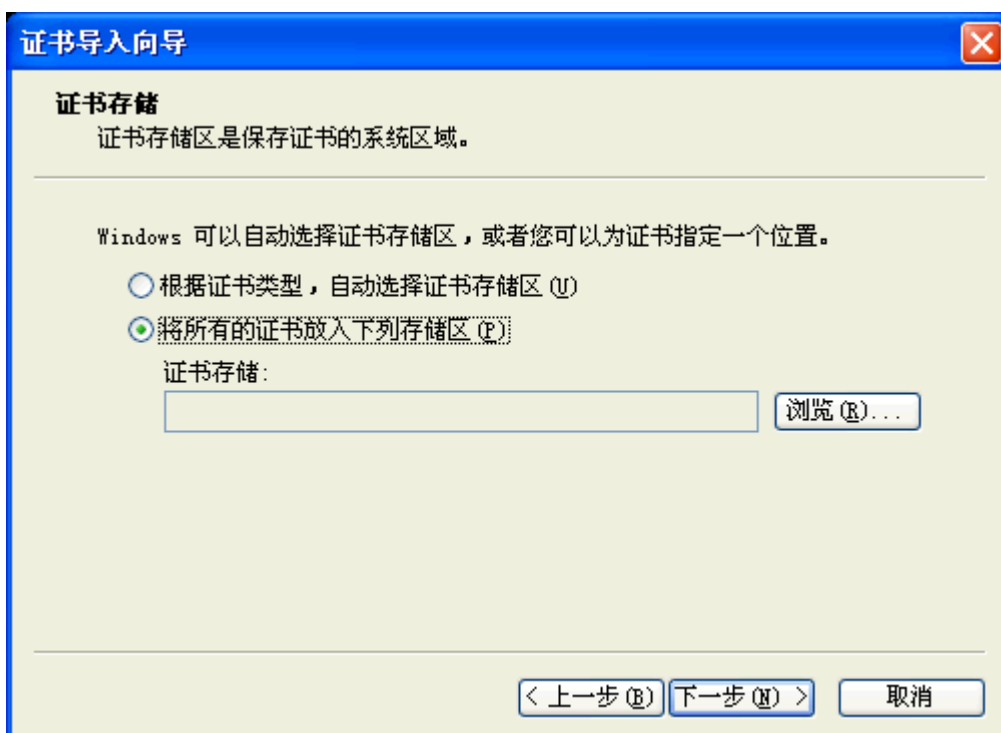 证书导入向导
证书存储
证书存储区是保存证书的系统区域。
Windows 可以自动选择证书存储区，或者您可以为证书指定一个位置。
根据证书类型，自动选择证书存储区(U)
将所有的证书放入下列存储区(P)
证书存储:
浏览(R)...
< 上一步(B) 下一步(N) > 取消